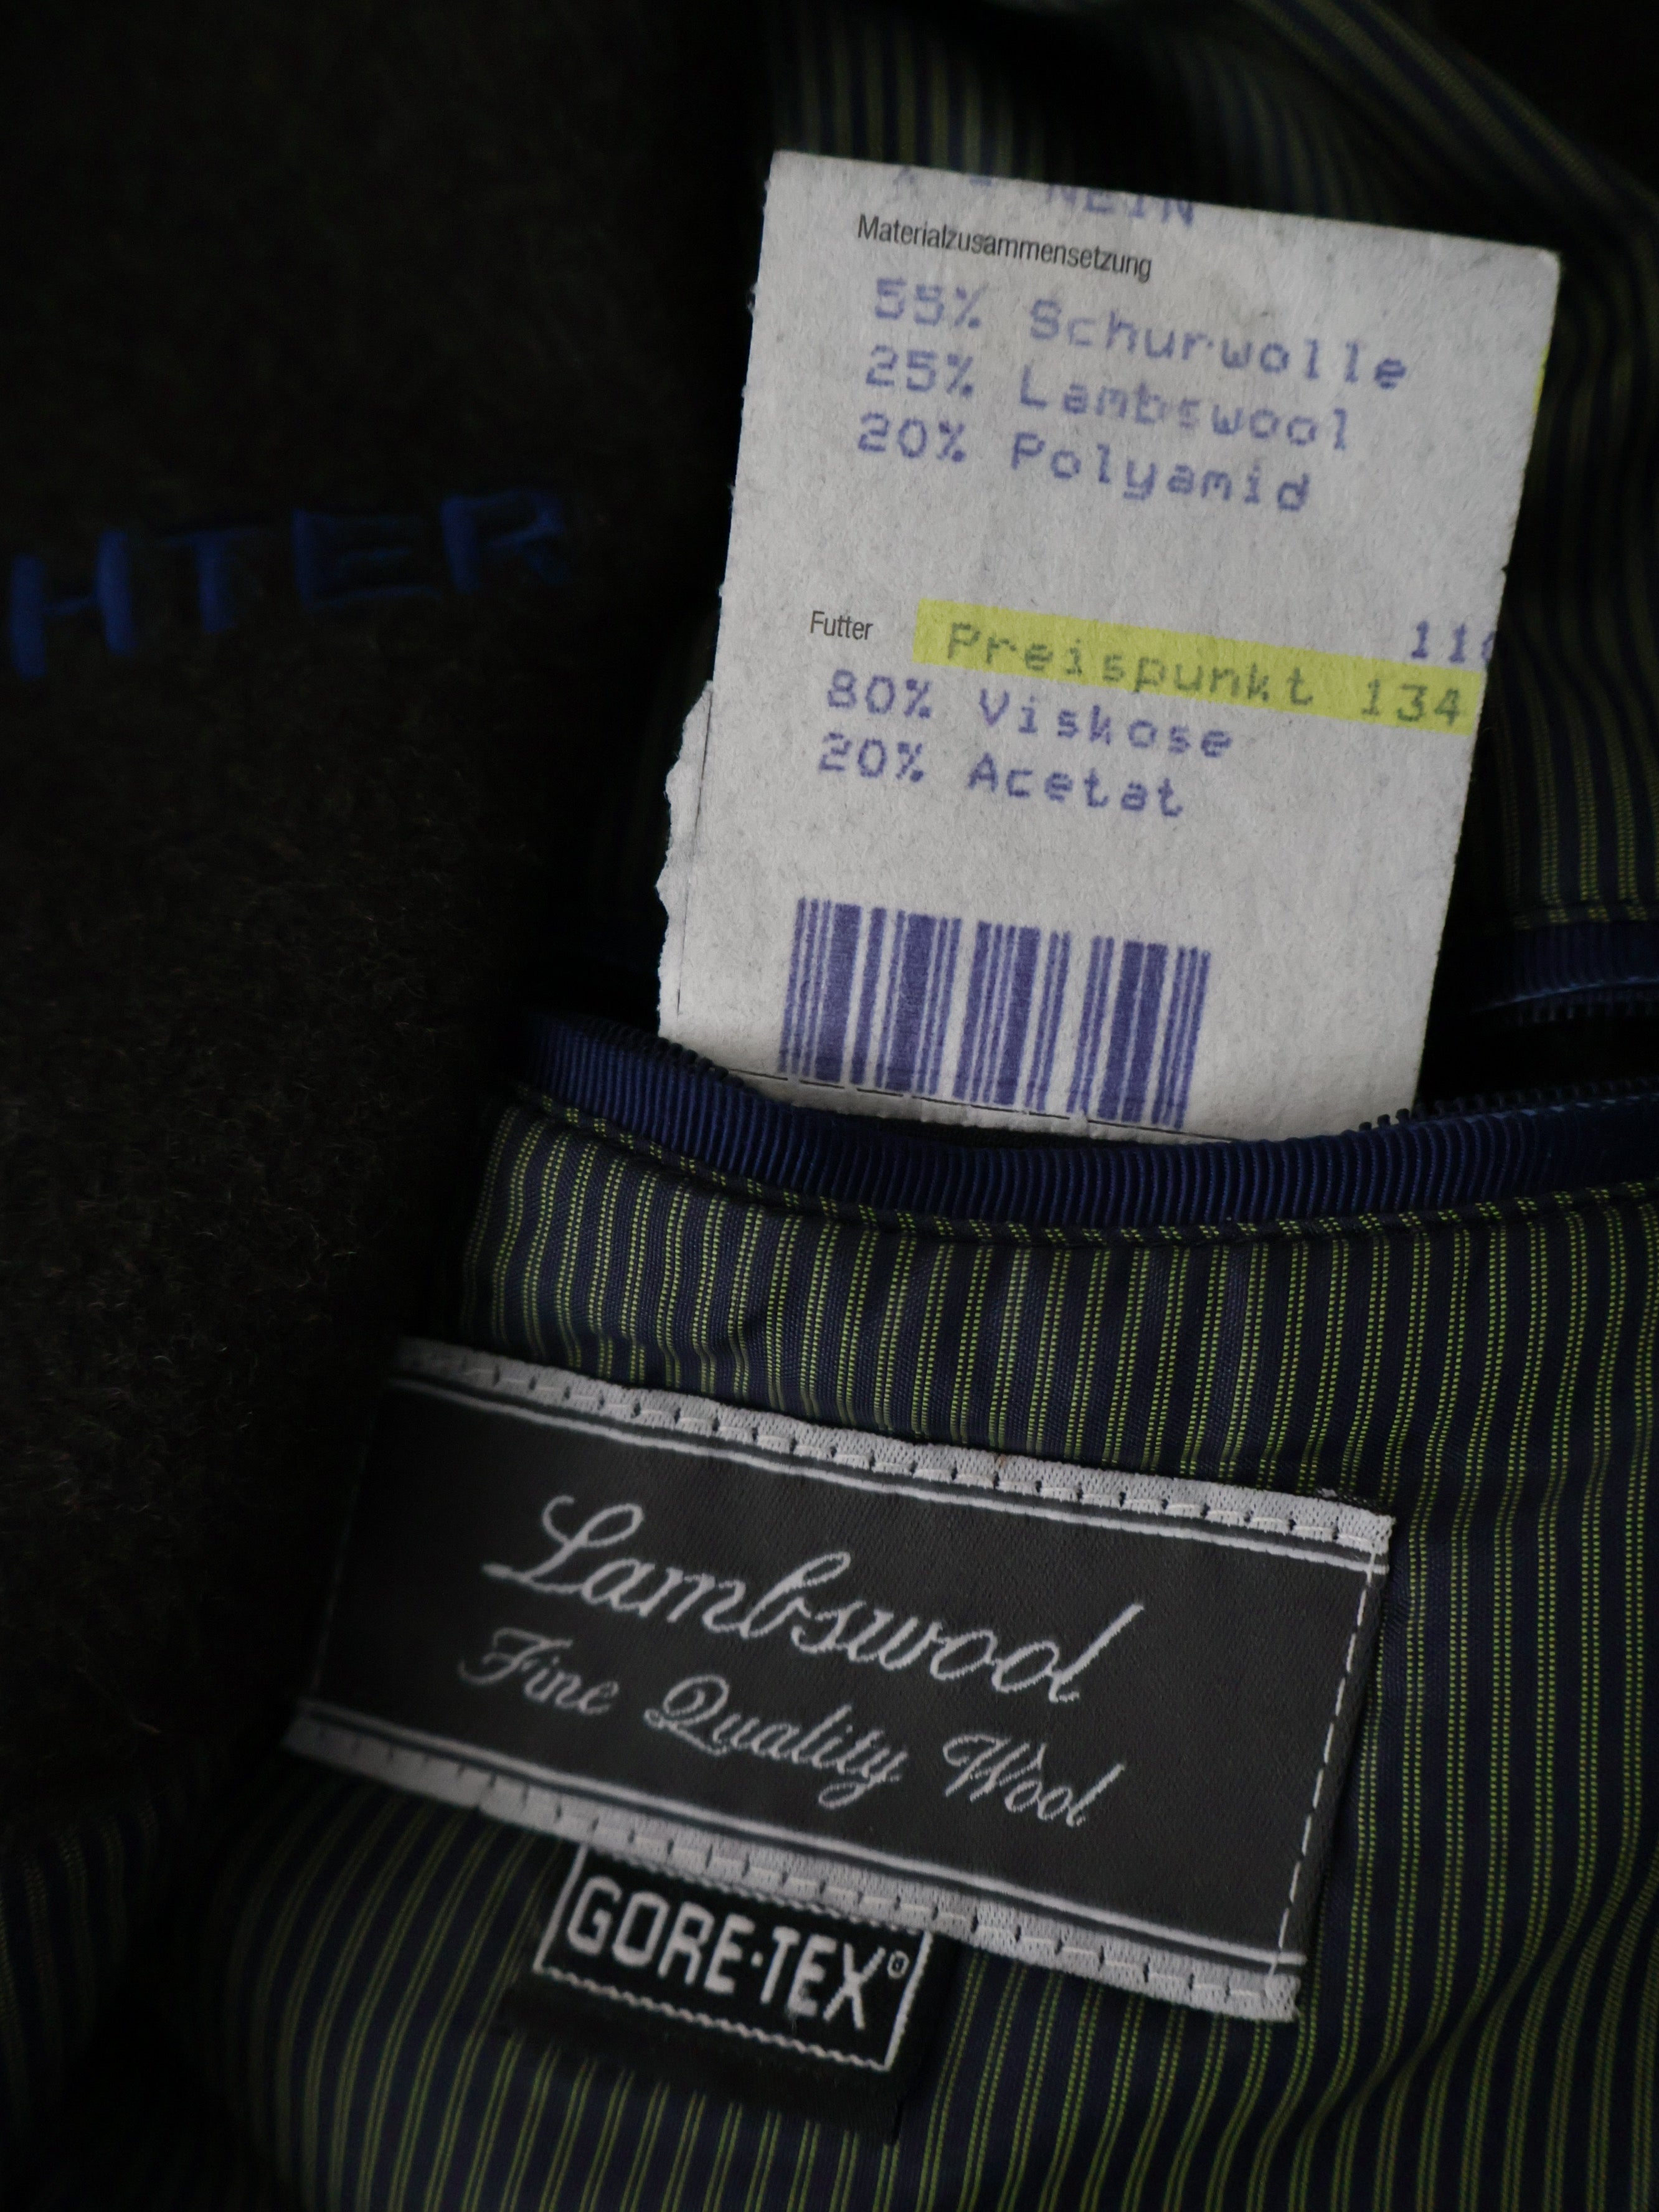 NEIN
Materialzusammensetzung
55% Schurwolle
25% Lambswool
20% Polyamid
HTER
Futter
Preispunkt 134
80% Viskose
20% Acetat
Lambswool
Fine Quality Wool
GORE-TEX®